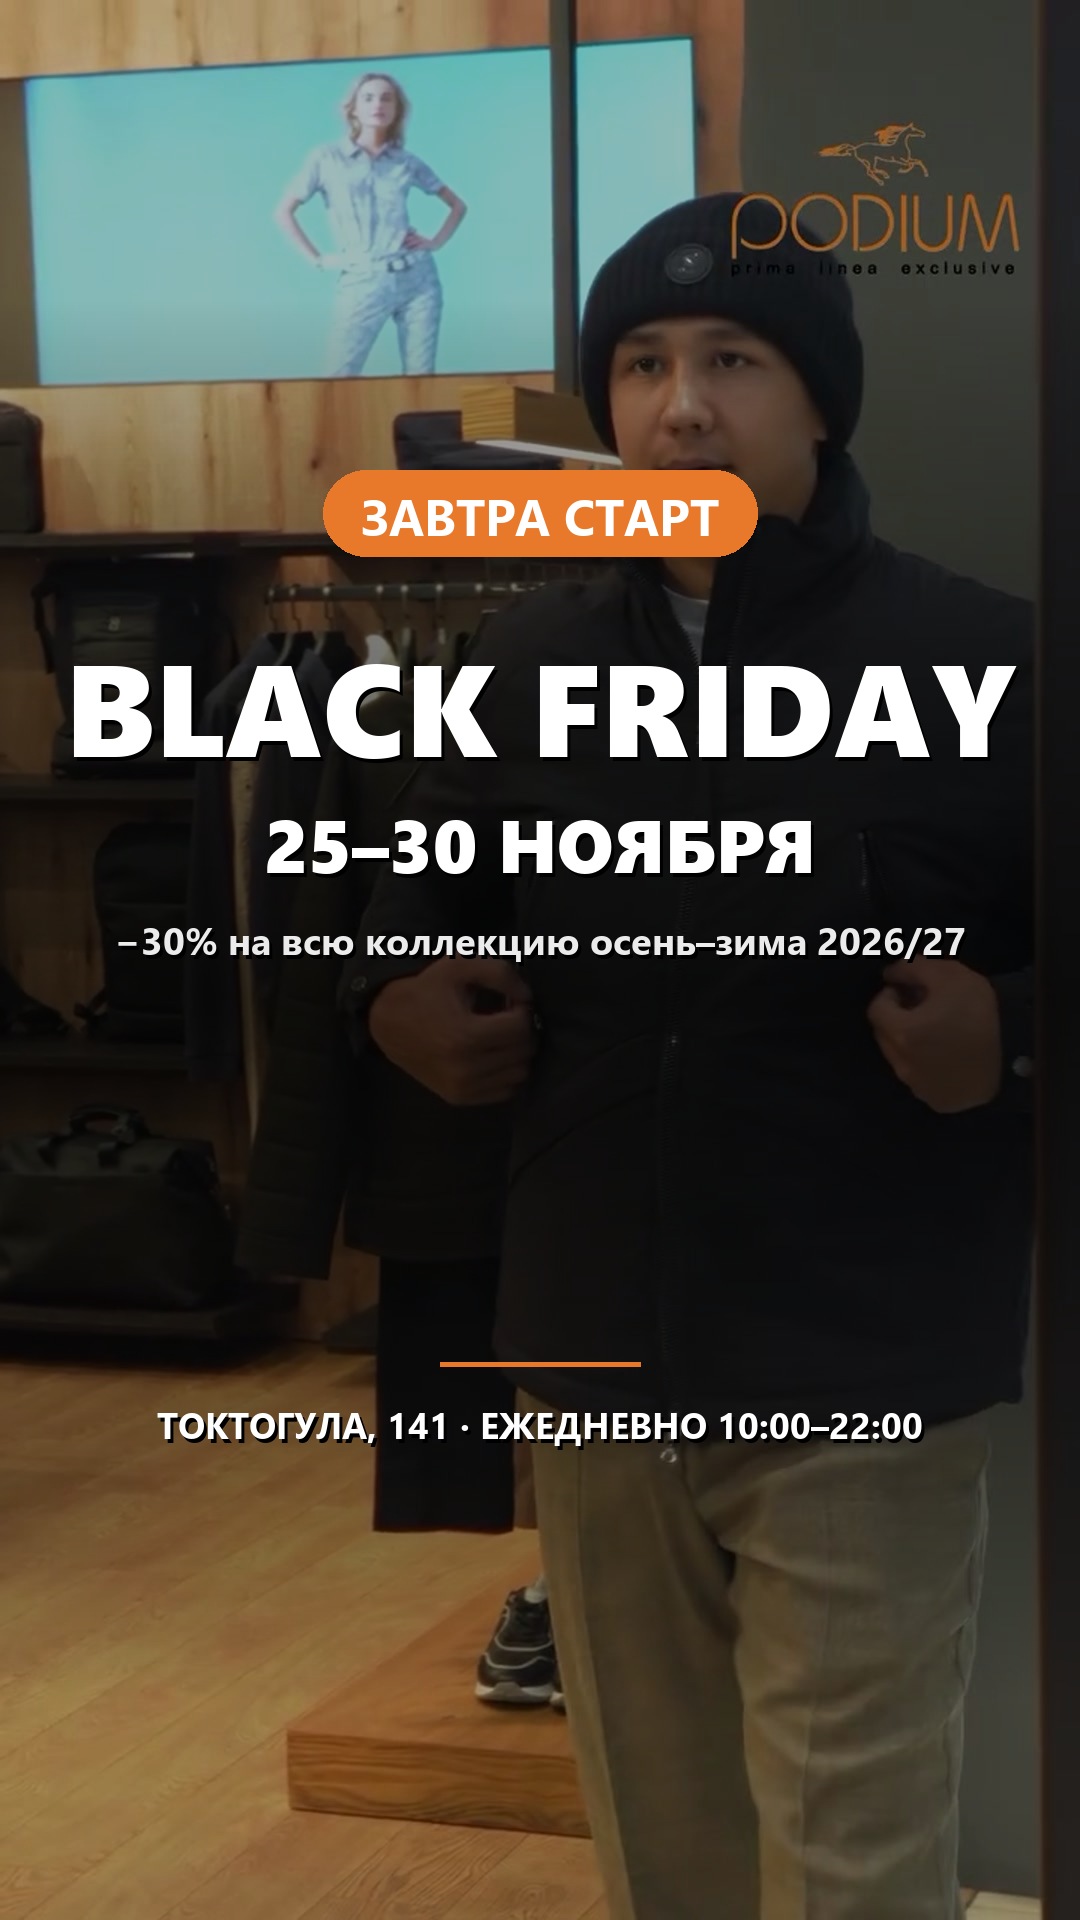 PODIUM
prima linea exclusive
ЗАВТРА СТАРТ
BLACK FRIDAY
25–30 НОЯБРЯ
−30% на всю коллекцию осень–зима 2026/27
ТОКТОГУЛА, 141 · ЕЖЕДНЕВНО 10:00–22:00